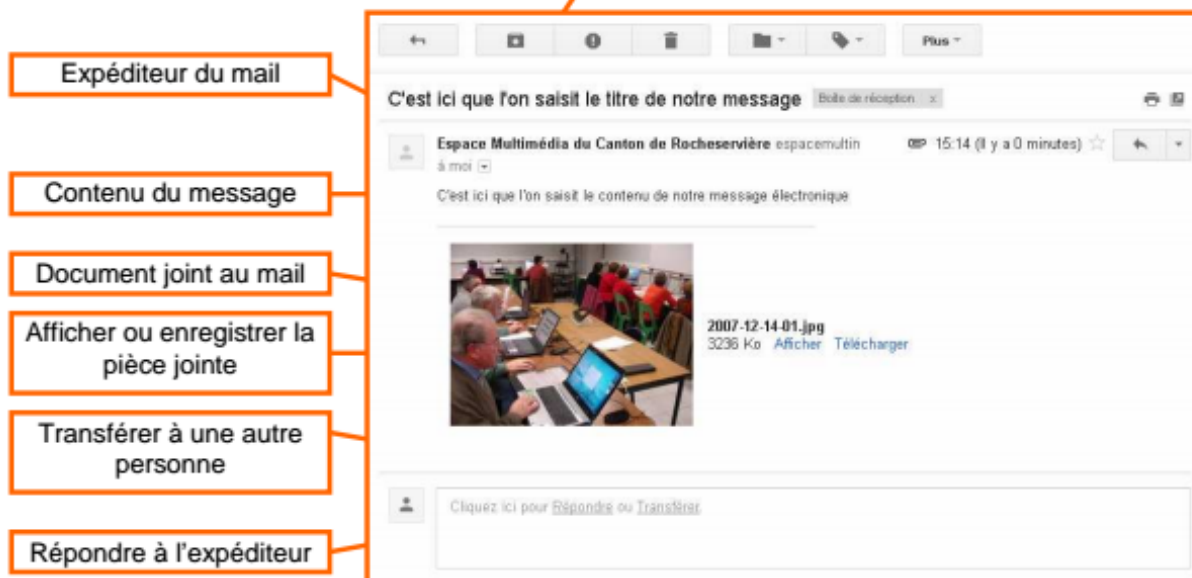 Plus
Expéditeur du mail
C'est ici que l'on saisit le titre de notre message Boîte de réception x
Espace Multimédia du Canton de Rocheservière espacemultin 15:14 (Il y a 0 minutes)
à moi
Contenu du message
C'est ici que l'on saisit le contenu de notre message électronique
Document joint au mail
Afficher ou enregistrer la
pièce jointe
2007-12-14-01.jpg
3236 Ko Afficher Télécharger
Transférer à une autre
personne
Cliquez ici pour Répondre ou Transférer.
Répondre à l'expéditeur